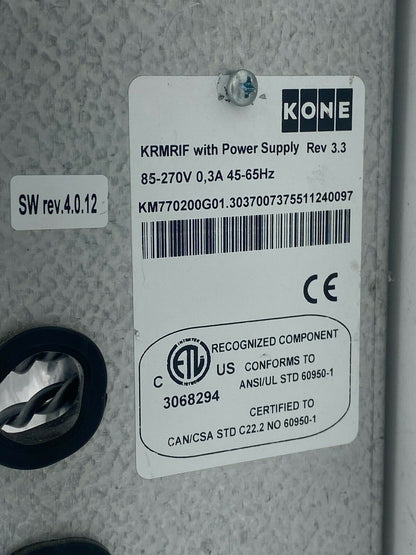 KONE
KRMRIF with Power Supply Rev 3.3
85-270V 0,3A 45-65Hz
KM770200G01.3037007375511240097
SW rev.4.0.12
CE
RECOGNIZED COMPONENT
INTERTEK
ETL
C US
CONFORMS TO
ANSI/UL STD 60950-1
3068294
CERTIFIED TO
CAN/CSA STD C22.2 NO 60950-1